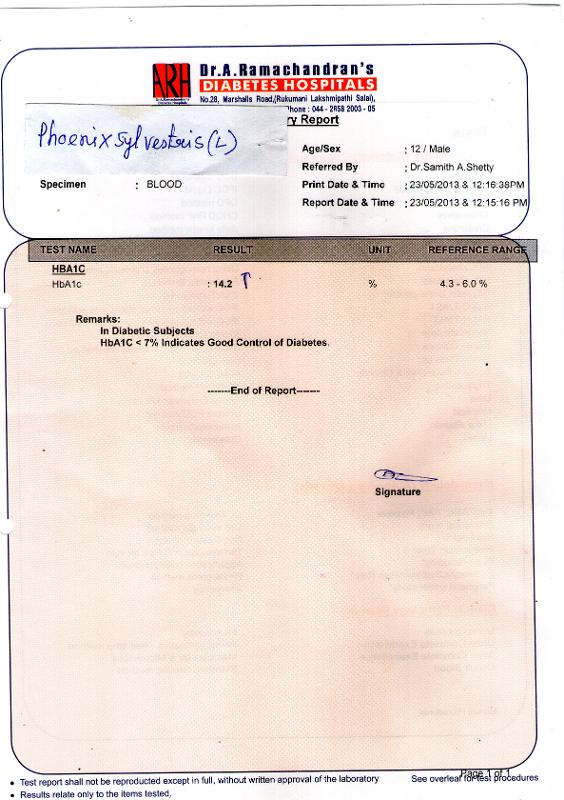 ARH
Dr.A.Ramachandran's
DIABETES HOSPITALS
No.28, Marshalls Road,(Rukumani Lakshmipathi Salai),
Phone : 044 - 2858 2003 - 05
ry Report
Phoenix Sylvestris (L)
Age/Sex : 12 / Male
Referred By : Dr.Samith A.Shetty
Specimen : BLOOD Print Date & Time : 23/05/2013 & 12:16:38PM
Report Date & Time : 23/05/2013 & 12:15:16 PM
TEST NAME RESULT UNIT REFERENCE RANGE
HBA1C
HbA1c : 14.2 ↑ % 4.3 - 6.0 %
Remarks:
In Diabetic Subjects
HbA1C < 7% Indicates Good Control of Diabetes.
-------End of Report-------
Signature
Page 1 of 1
• Test report shall not be reproduced except in full, without written approval of the laboratory See overleaf for test procedures
• Results relate only to the items tested.